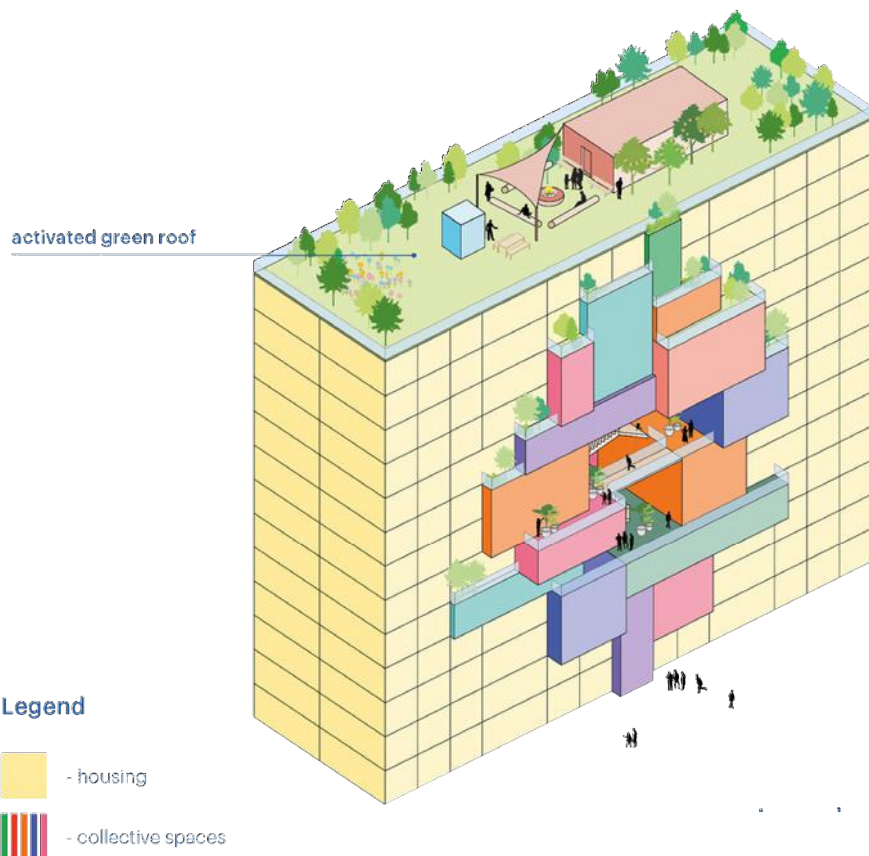 activated green roof
Legend
- housing
- collective spaces